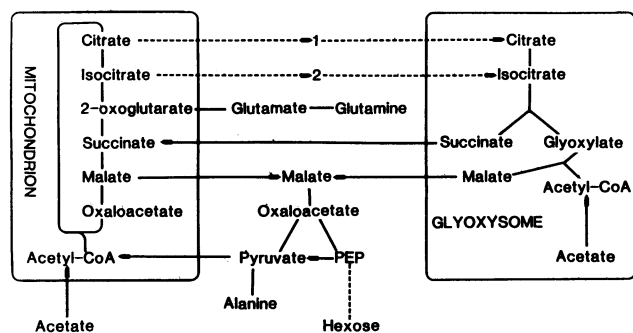 Citrate 1 Citrate
Isocitrate 2 Isocitrate
2-oxoglutarate Glutamate Glutamine
MITOCHONDRION
Succinate Succinate Glyoxylate
Malate Malate Malate
Acetyl-CoA
Oxaloacetate Oxaloacetate
GLYOXYSOME
Acetyl-CoA Pyruvate PEP Acetate
Alanine
Acetate Hexose